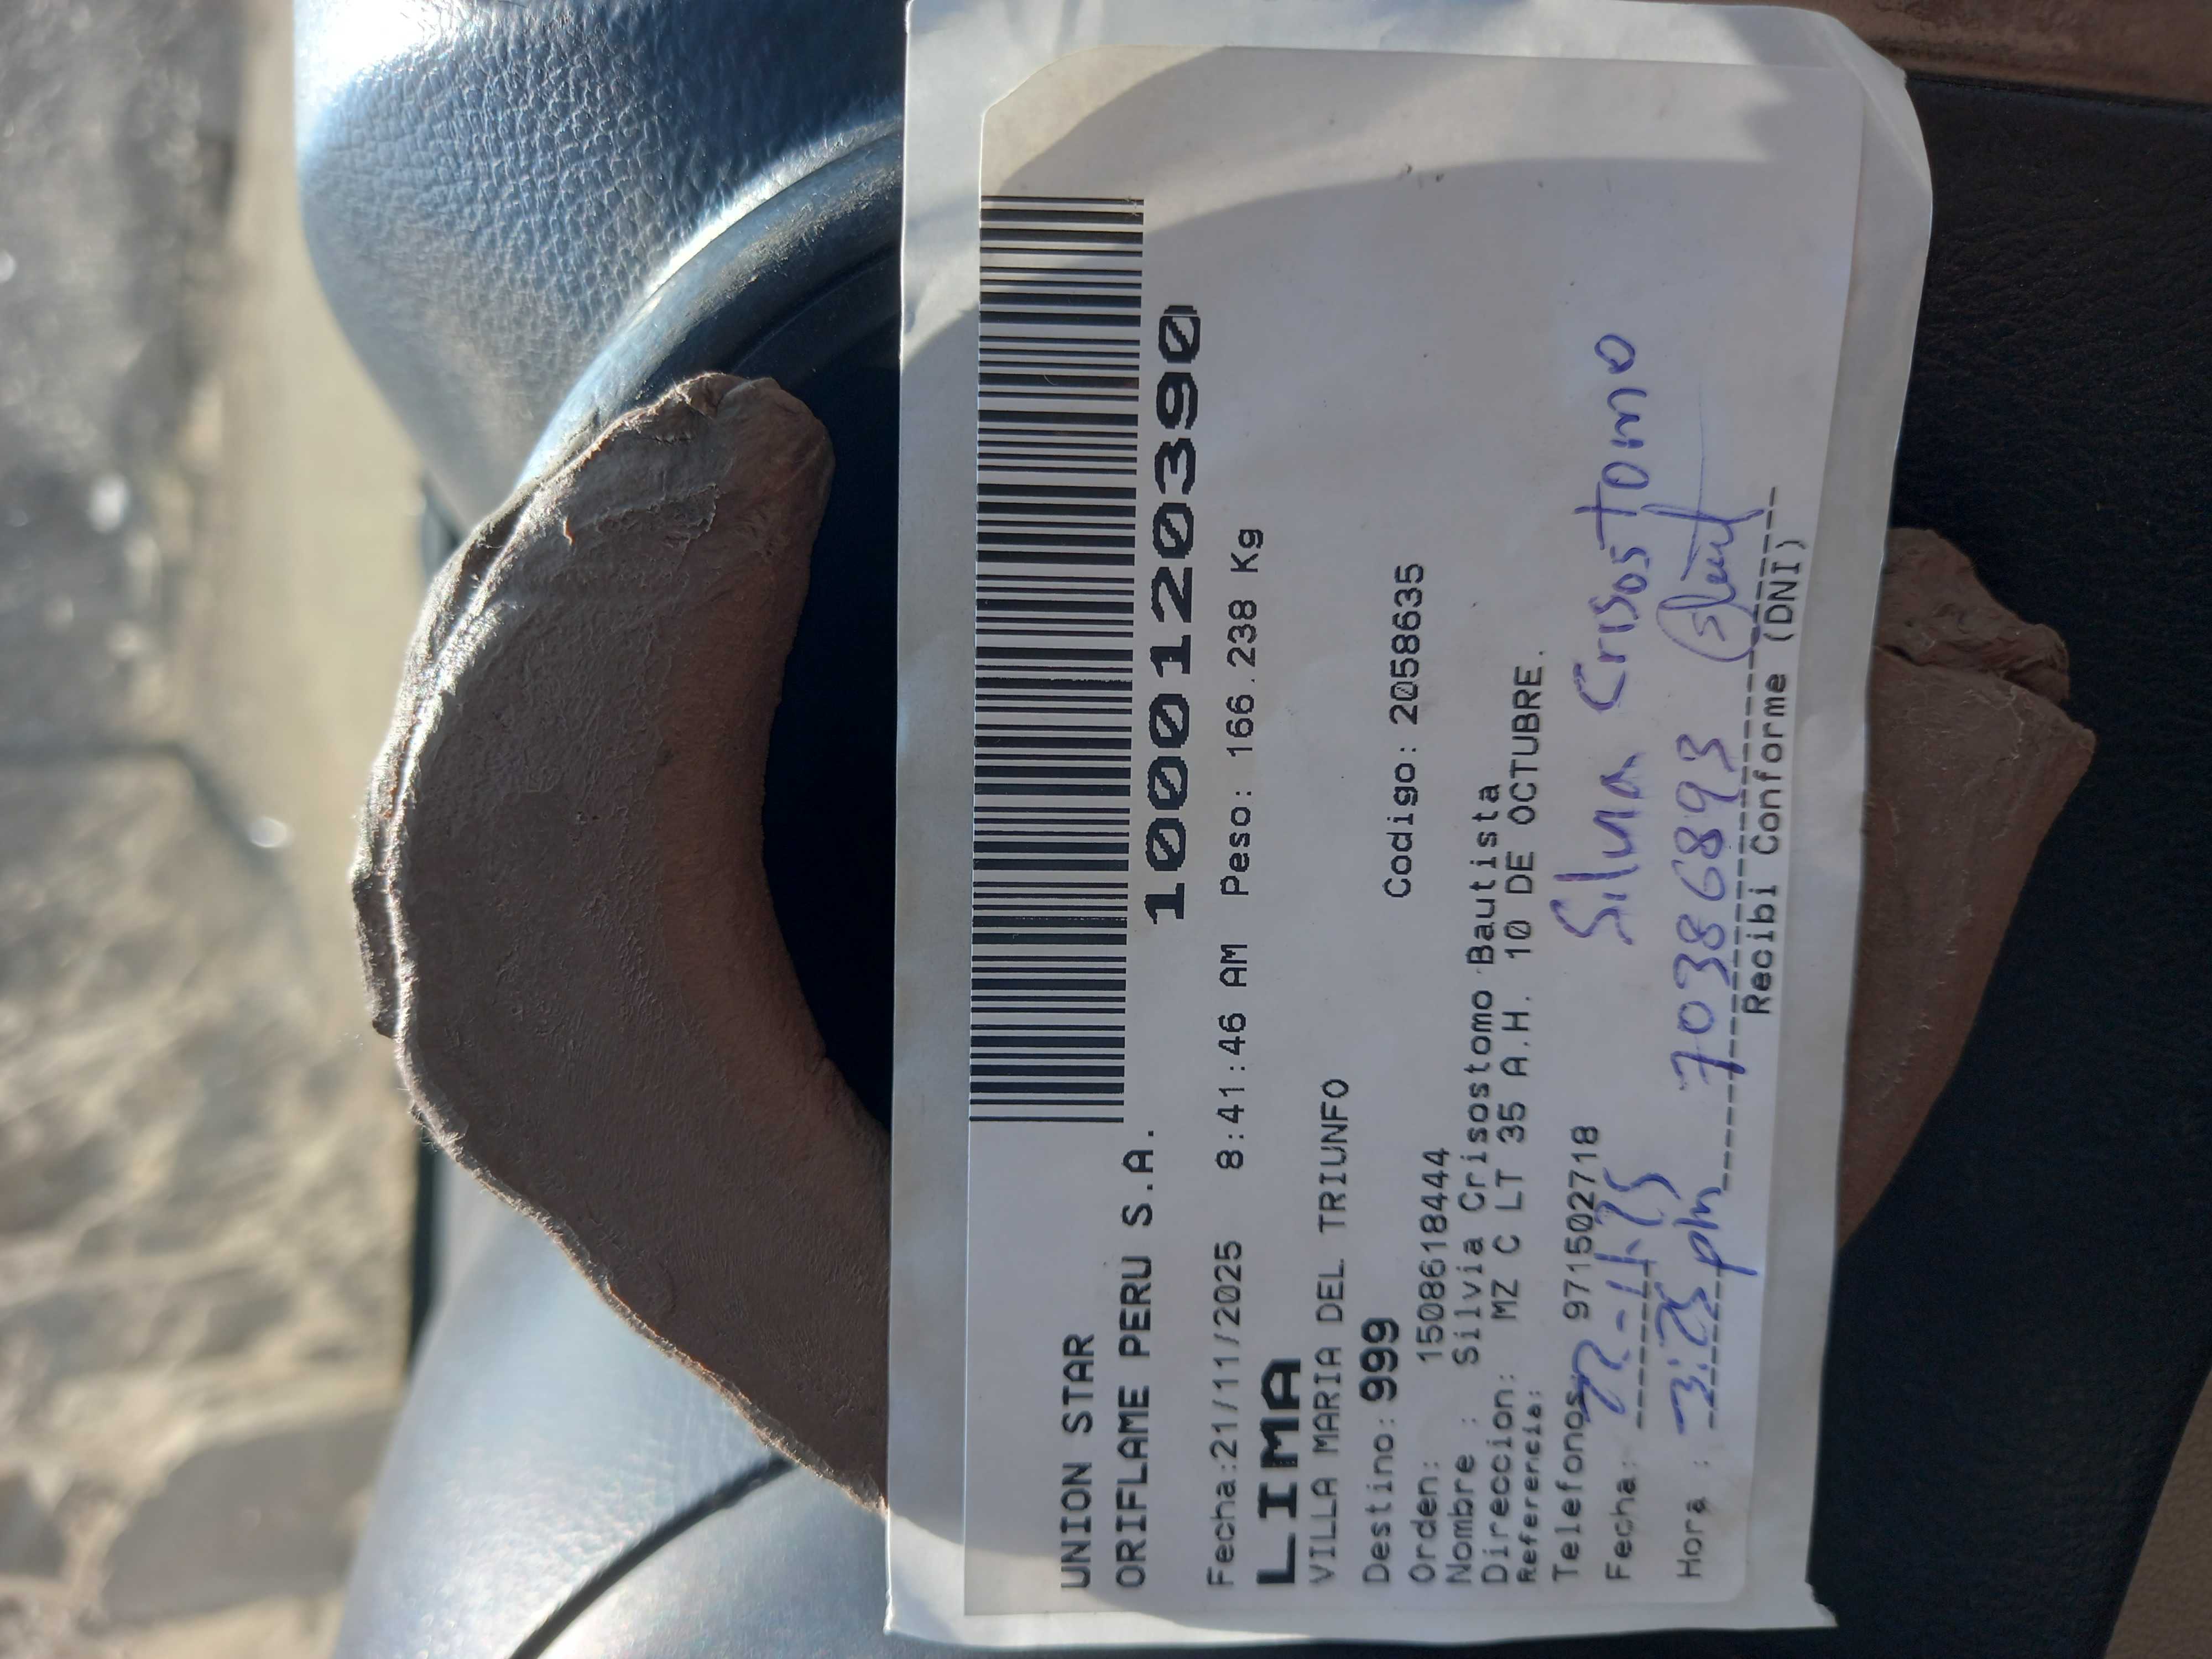 UNION STAR
ORIFLAME PERU S.A.
1000120390
Fecha:21/11/2025 8:41:46 AM Peso: 166.238 Kg
LIMA
VILLA MARIA DEL TRIUNFO
Destino: 999 Codigo: 2058635
Orden: 1508618444
Nombre : Silvia Crisostomo Bautista
Direccion: MZ C LT 35 A.H. 10 DE OCTUBRE.
Referencia:
Telefonos: 971502718
Silvia Crisostomo
Fecha: 22-11-25
Hora : 3:25 pm 70386893
Recibi Conforme (DNI)